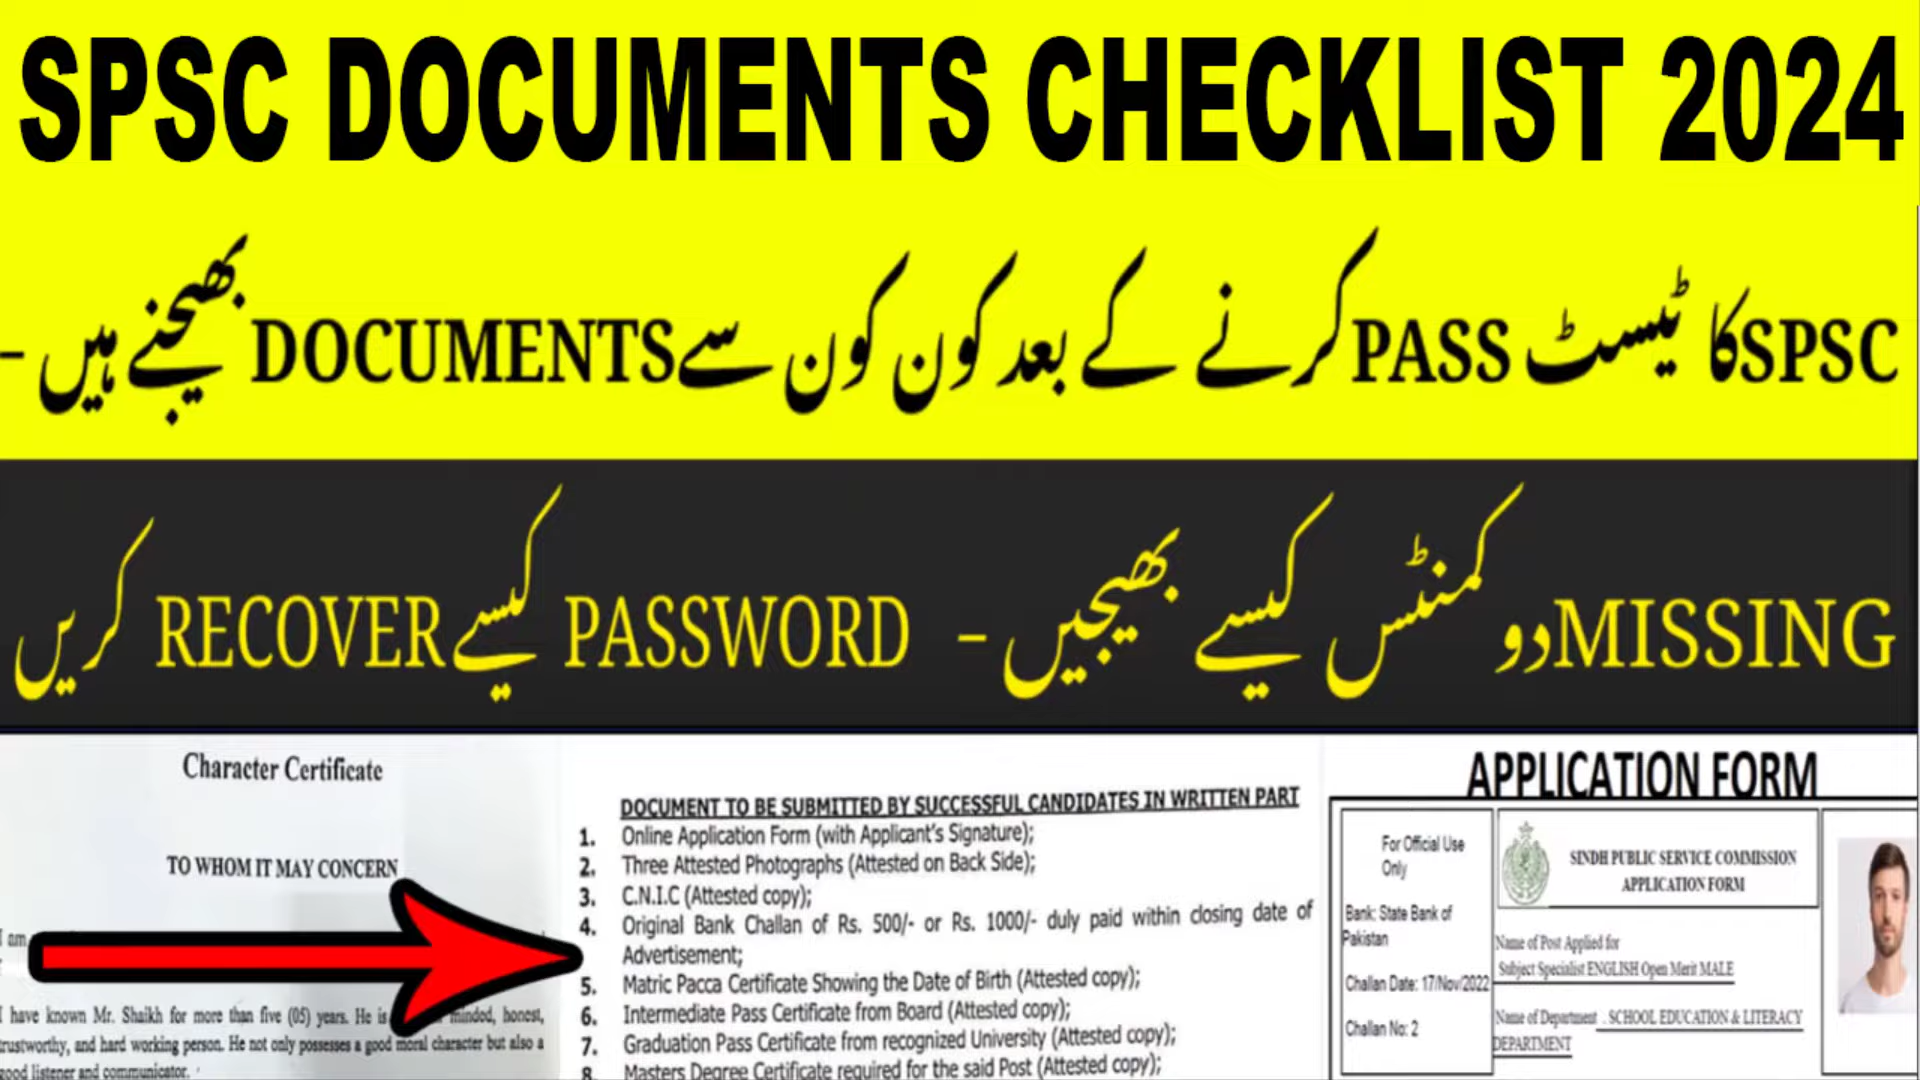 SPSC DOCUMENTS CHECKLIST 2024
SPSCکا ٹیسٹ PASSکرنے کے بعد کون کون سےDOCUMENTS بھیجنے ہیں -
MISSINGدو کمنٹس کیسے بھیجیں - PASSWORD کیسے RECOVER کریں
Character Certificate
TO WHOM IT MAY CONCERN
I am
I have known Mr. Shaikh for more than five (05) years. He is minded, honest,
trustworthy, and hard working person. He not only possesses a good moral character but also a
good listener and communicator.
DOCUMENT TO BE SUBMITTED BY SUCCESSFUL CANDIDATES IN WRITTEN PART
1. Online Application Form (with Applicant's Signature);
2. Three Attested Photographs (Attested on Back Side);
3. C.N.I.C (Attested copy);
4. Original Bank Challan of Rs. 500/- or Rs. 1000/- duly paid within closing date of
Advertisement;
5. Matric Pacca Certificate Showing the Date of Birth (Attested copy);
6. Intermediate Pass Certificate from Board (Attested copy);
7. Graduation Pass Certificate from recognized University (Attested copy);
8. Masters Degree Certificate required for the said Post (Attested copy);
APPLICATION FORM
For Official Use
Only
Bank: State Bank of
Pakistan
Challan Date: 17/Nov/2022
Challan No: 2
SINDH PUBLIC SERVICE COMMISSION
APPLICATION FORM
Name of Post Applied for
Subject Specialist ENGLISH Open Merit MALE
Name of Department . SCHOOL EDUCATION & LITERACY
DEPARTMENT